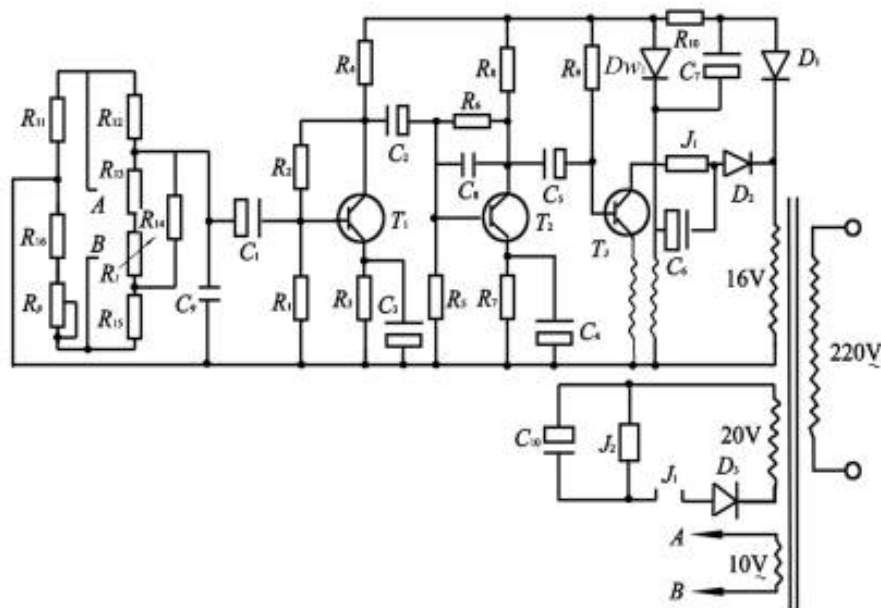 R₄ R₈ R₉ Dw₁ R₁₀ C₇ D₁
R₁₁ R₁₂ R₂ C₂ R₆ J₁
R₁₃ C₈ C₅ D₂
A R₁₄ T₁ T₂ T₃
R₁₆ B C₁ C₆ 16V
C₉ R₁ R₃ C₃ R₅ R₇
R₁₅ C₄ 220V
~
C₁₀ J₂ 20V
J₁ D₃
A
10V
~
B